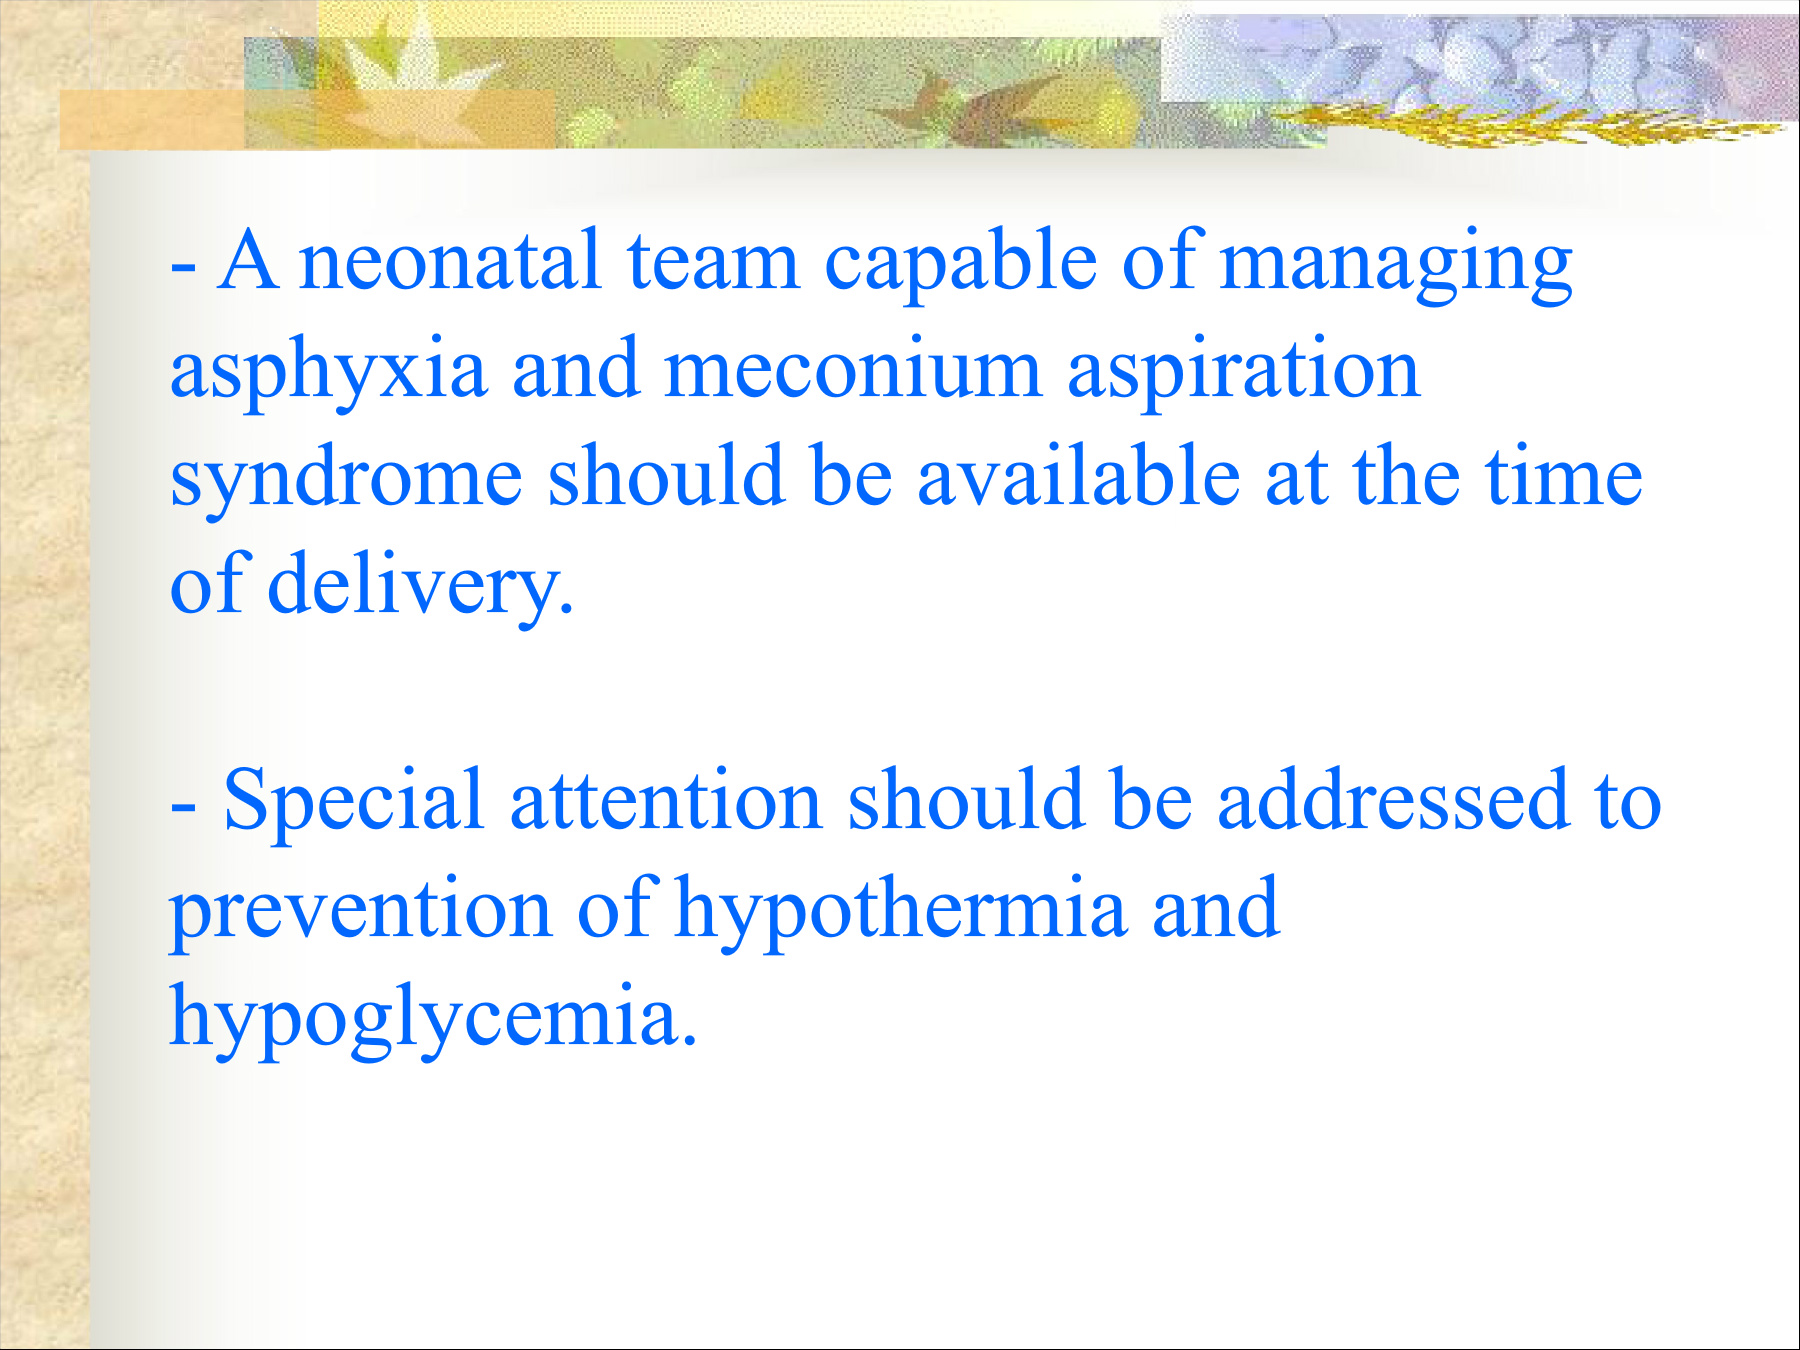 - A neonatal team capable of managing
asphyxia and meconium aspiration
syndrome should be available at the time
of delivery.
- Special attention should be addressed to
prevention of hypothermia and
hypoglycemia.